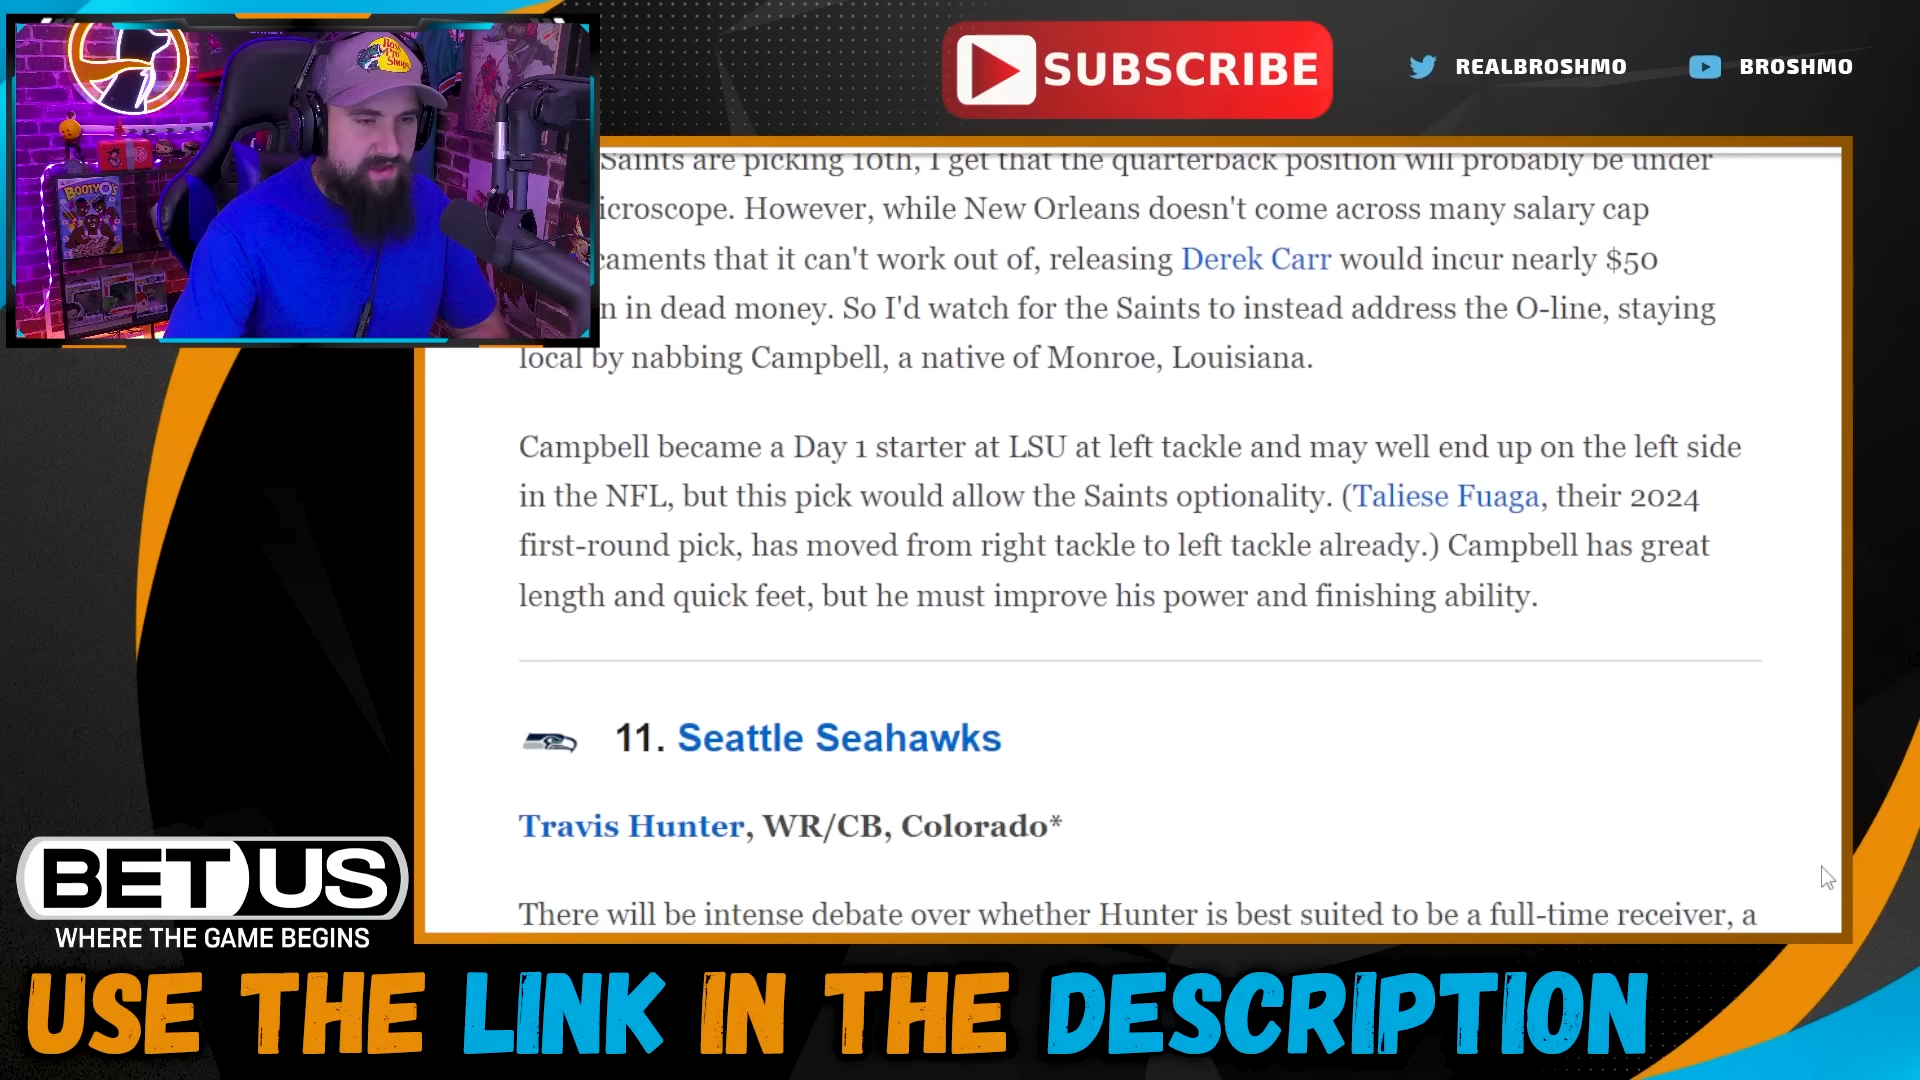 Bass Pro Shops
BOOTY O's
SUBSCRIBE
REALBROSHMO
BROSHMO
Saints are picking 10th, I get that the quarterback position will probably be under
icroscope. However, while New Orleans doesn't come across many salary cap
caments that it can't work out of, releasing Derek Carr would incur nearly $50
n in dead money. So I'd watch for the Saints to instead address the O-line, staying
local by nabbing Campbell, a native of Monroe, Louisiana.
Campbell became a Day 1 starter at LSU at left tackle and may well end up on the left side
in the NFL, but this pick would allow the Saints optionality. (Taliese Fuaga, their 2024
first-round pick, has moved from right tackle to left tackle already.) Campbell has great
length and quick feet, but he must improve his power and finishing ability.
11. Seattle Seahawks
Travis Hunter, WR/CB, Colorado*
There will be intense debate over whether Hunter is best suited to be a full-time receiver, a
BETUS
WHERE THE GAME BEGINS
USE THE LINK IN THE DESCRIPTION